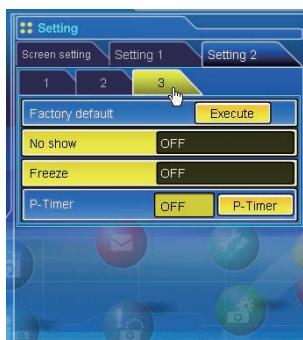 Setting
Screen setting Setting 1 Setting 2
1 2 3
Factory default Execute
No show OFF
Freeze OFF
P-Timer OFF P-Timer